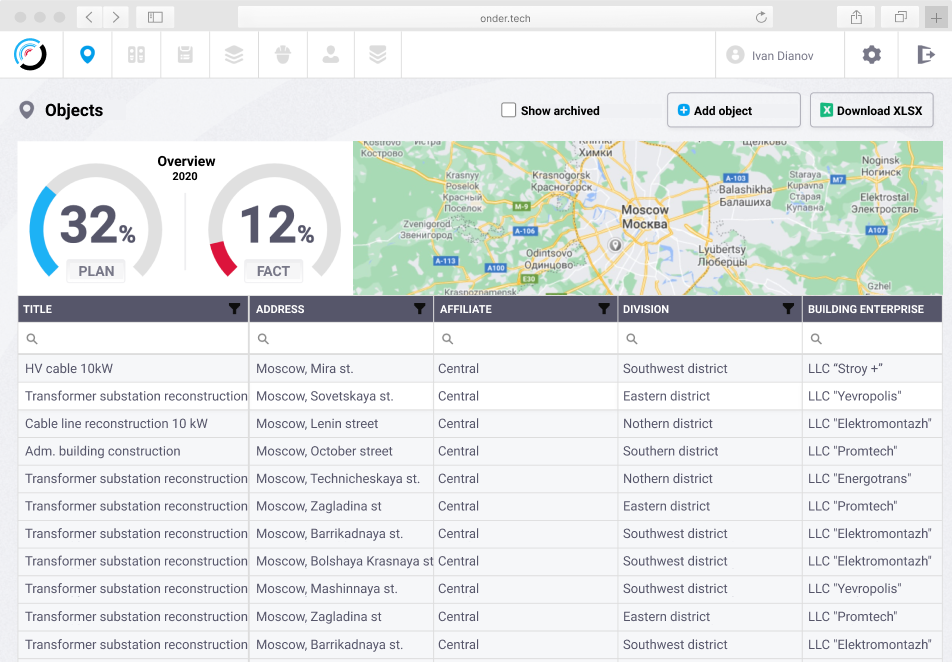 onder.tech
Ivan Dianov
Objects
Show archived
Add object
Download XLSX
Overview
2020
32%
PLAN
12%
FACT
Кострово
Истра
Химки
Щёлково
Krasnyy
Poselok
Красный
Поселок
Krasnogorsk
Красногорск
A-103
Balashikha
Балашиха
Staraya
Kupavna
Старая
Купавна
M7
Noginsk
Ногинск
Elektrostal
Электросталь
M-9
Moscow
Москва
Zvenigorod
Звенигород
A-106
A107
Odintsovo
Одинцово
Lyubertsy
Люберцы
A-113
A100
E30
Krasnoznamensk
Gzhel
TITLE ADDRESS AFFILIATE DIVISION BUILDING ENTERPRISE
HV cable 10kW Moscow, Mira st. Central Southwest district LLC “Stroy +”
Transformer substation reconstruction Moscow, Sovetskaya st. Central Eastern district LLC "Yevropolis"
Cable line reconstruction 10 kW Moscow, Lenin street Central Nothern district LLC "Elektromontazh"
Adm. building construction Moscow, October street Central Southern district LLC "Promtech"
Transformer substation reconstruction Moscow, Technicheskaya st. Central Nothern district LLC "Energotrans"
Transformer substation reconstruction Moscow, Zagladina st Central Eastern district LLC "Promtech"
Transformer substation reconstruction Moscow, Barrikadnaya st. Central Southwest district LLC "Elektromontazh"
Transformer substation reconstruction Moscow, Bolshaya Krasnaya st Central Southwest district LLC "Elektromontazh"
Transformer substation reconstruction Moscow, Mashinnaya st. Central Southwest district LLC "Yevropolis"
Transformer substation reconstruction Moscow, Zagladina st Central Eastern district LLC "Promtech"
Transformer substation reconstruction Moscow, Barrikadnaya st. Central Southwest district LLC "Elektromontazh"